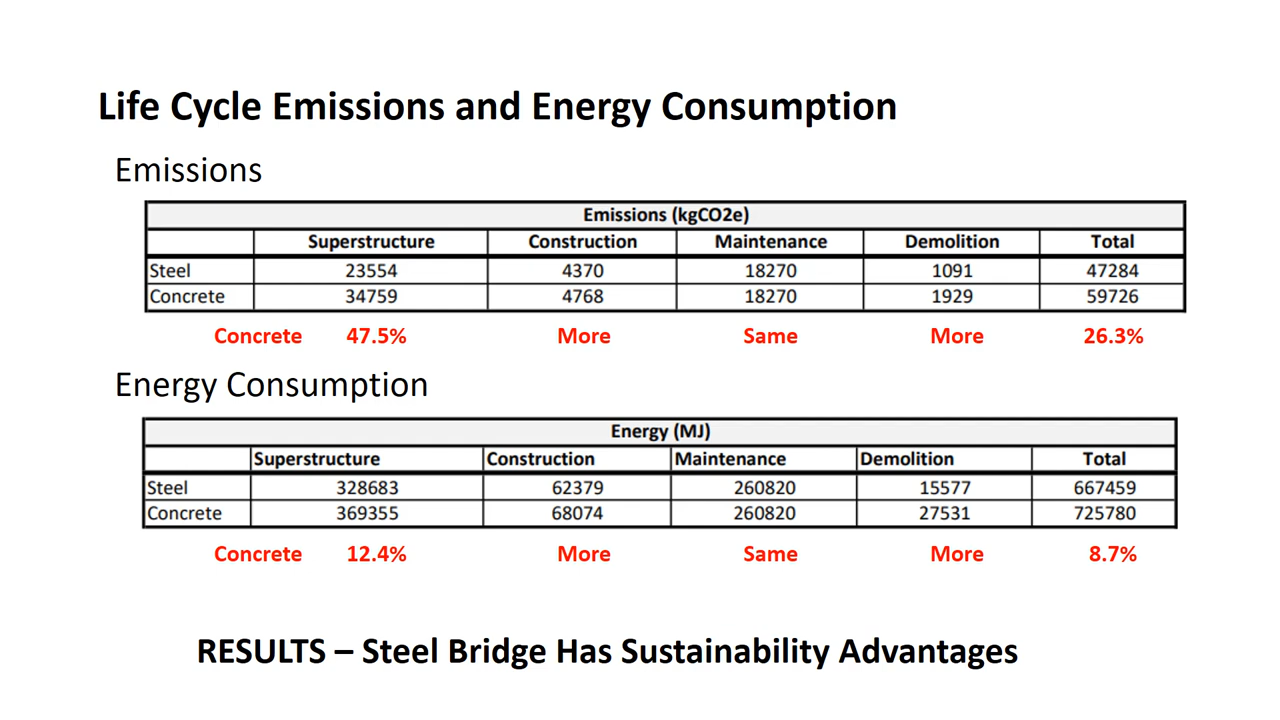 Life Cycle Emissions and Energy Consumption
Emissions
Emissions (kgCO2e)
Superstructure Construction Maintenance Demolition Total
Steel 23554 4370 18270 1091 47284
Concrete 34759 4768 18270 1929 59726
Concrete 47.5% More Same More 26.3%
Energy Consumption
Energy (MJ)
Superstructure Construction Maintenance Demolition Total
Steel 328683 62379 260820 15577 667459
Concrete 369355 68074 260820 27531 725780
Concrete 12.4% More Same More 8.7%
RESULTS – Steel Bridge Has Sustainability Advantages